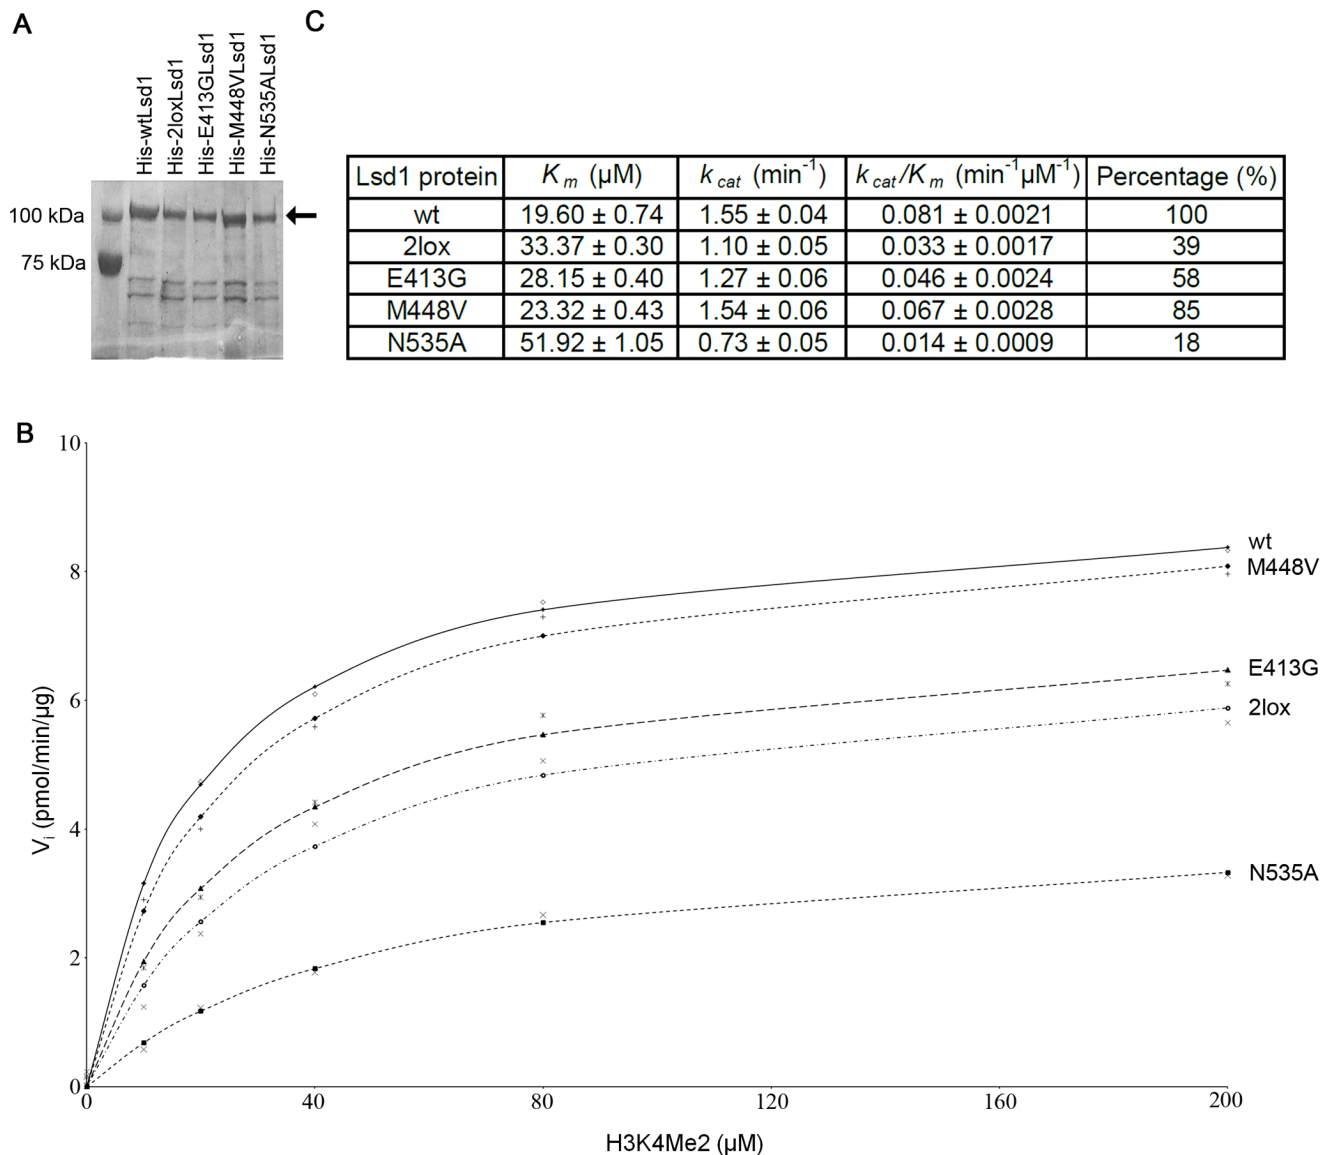 A
His-wtLsd1
His-2loxLsd1
His-E413GLsd1
His-M448VLsd1
His-N535ALsd1
100 kDa
75 kDa
C
Lsd1 protein K m (µM) k cat (min-1) k cat/K m (min-1µM-1) Percentage (%)
wt 19.60 ± 0.74 1.55 ± 0.04 0.081 ± 0.0021 100
2lox 33.37 ± 0.30 1.10 ± 0.05 0.033 ± 0.0017 39
E413G 28.15 ± 0.40 1.27 ± 0.06 0.046 ± 0.0024 58
M448V 23.32 ± 0.43 1.54 ± 0.06 0.067 ± 0.0028 85
N535A 51.92 ± 1.05 0.73 ± 0.05 0.014 ± 0.0009 18
B
10
8
6
4
2
0
Vi (pmol/min/µg)
wt
M448V
E413G
2lox
N535A
0 40 80 120 160 200
H3K4Me2 (µM)